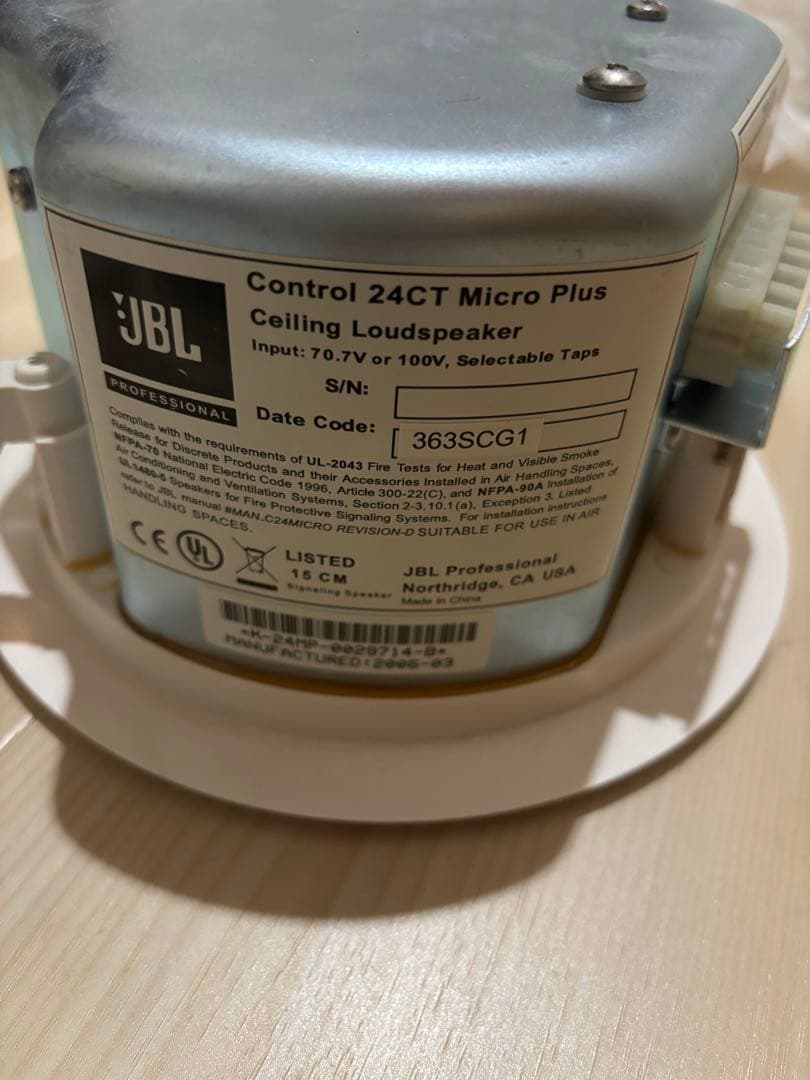 JBL
PROFESSIONAL
Control 24CT Micro Plus
Ceiling Loudspeaker
Input: 70.7V or 100V, Selectable Taps
S/N:
Date Code:
363SCG1
Complies with the requirements of UL-2043 Fire Tests for Heat and Visible Smoke
Release for Discrete Products and their Accessories Installed in Air Handling Spaces,
NFPA-70 National Electric Code 1996, Article 300-22(C), and NFPA-90A Installation of
Air Conditioning and Ventilation Systems, Section 2-3.10.1(a), Exception 3. Listed
UL1480-5 Speakers for Fire Protective Signaling Systems. For installation instructions
refer to JBL manual #MAN_C24MICRO REVISION-D SUITABLE FOR USE IN AIR
HANDLING SPACES.
CE
UL
LISTED
15 CM
Signaling Speaker
JBL Professional
Northridge, CA USA
Made in China
*K-24MP-0029714-B*
MANUFACTURED:2006-03